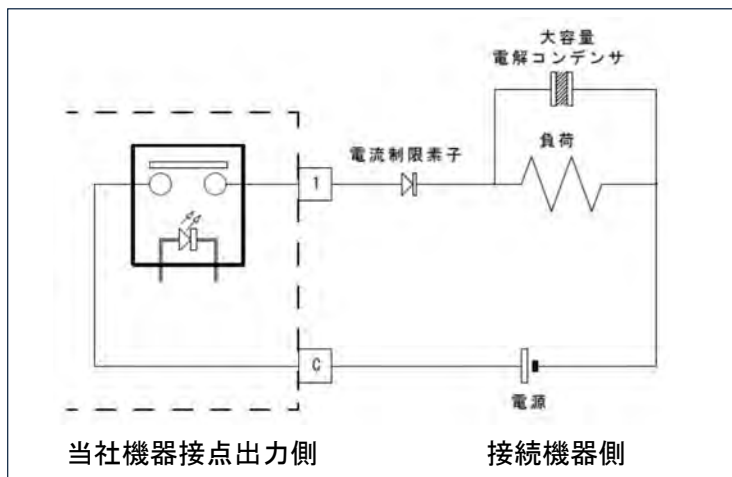 大容量
電解コンデンサ
電流制限素子
負荷
1
C
電源
当社機器接点出力側
接続機器側